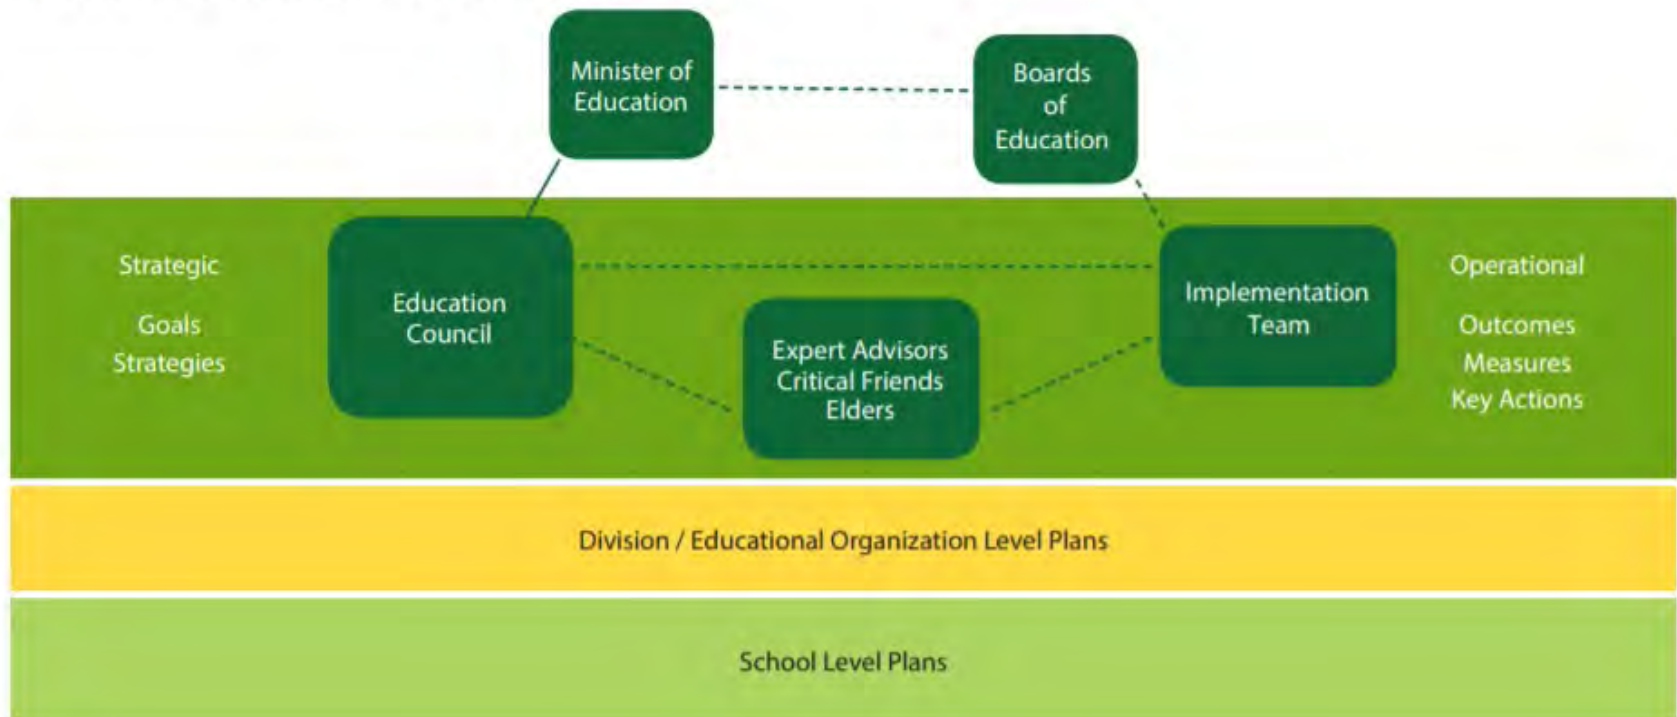 Minister of
Education
Boards
of
Education
Strategic
Goals
Strategies
Education
Council
Expert Advisors
Critical Friends
Elders
Implementation
Team
Operational
Outcomes
Measures
Key Actions
Division / Educational Organization Level Plans
School Level Plans